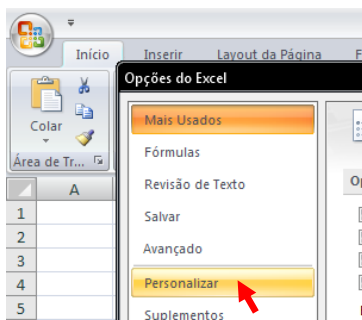 Início Inserir Layout da Página F
Opções do Excel
Colar
Área de Tr...
Mais Usados
Fórmulas
Revisão de Texto
Salvar
Avançado
Personalizar
Suplementos
A
1
2
3
4
5